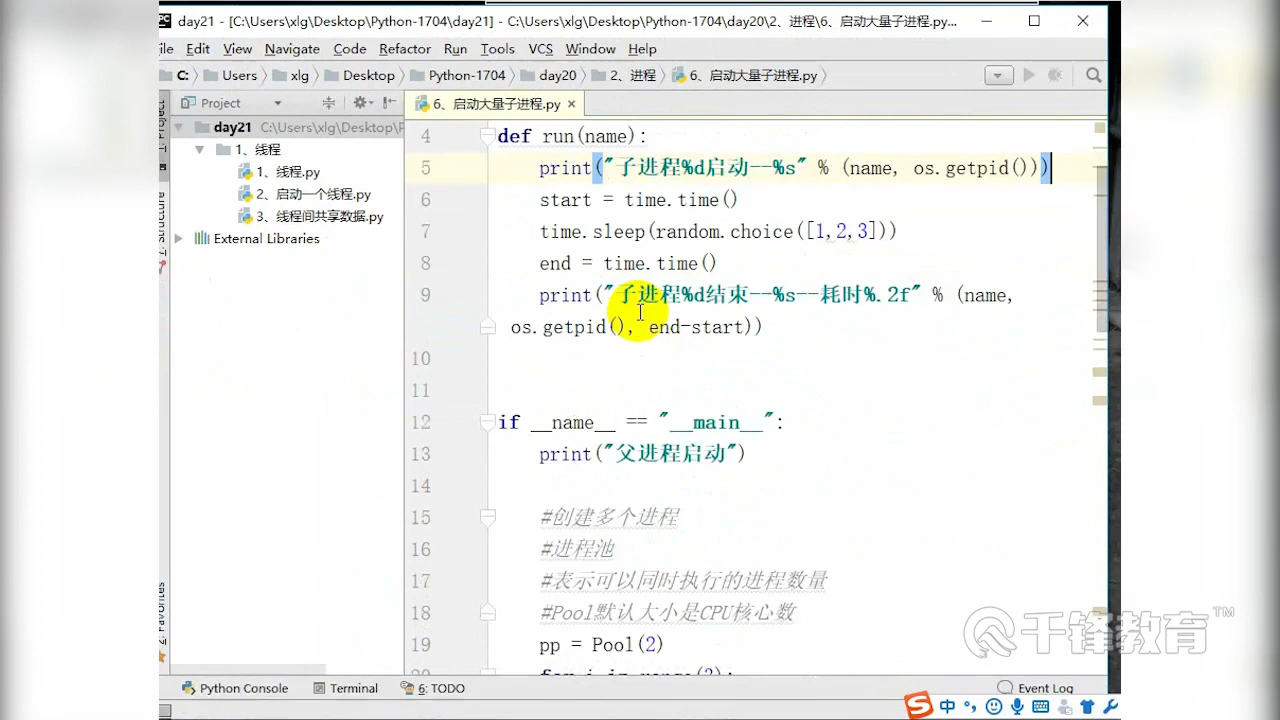 day21 - [C:\Users\xlg\Desktop\Python-1704\day21] - C:\Users\xlg\Desktop\Python-1704\day20\2、进程\6、启动大量子进程.py...
Edit View Navigate Code Refactor Run Tools VCS Window Help
C: Users xlg Desktop Python-1704 day20 2、进程 6、启动大量子进程.py
Project
6、启动大量子进程.py
day21 C:\Users\xlg\Desktop\P
1、线程
1、线程.py
2、启动一个线程.py
3、线程间共享数据.py
External Libraries
4 def run(name):
5 print("子进程%d启动--%s" % (name, os.getpid()))
6 start = time.time()
7 time.sleep(random.choice([1,2,3]))
8 end = time.time()
9 print("子进程%d结束--%s--耗时%.2f" % (name,
os.getpid(), end-start))
10
11
12 if __name__ == "__main__":
13 print("父进程启动")
14
15 #创建多个进程
16 #进程池
17 #表示可以同时执行的进程数量
18 #Pool默认大小是CPU核心数
19 pp = Pool(2)
千锋教育™
Python Console Terminal 6: TODO Event Log
中